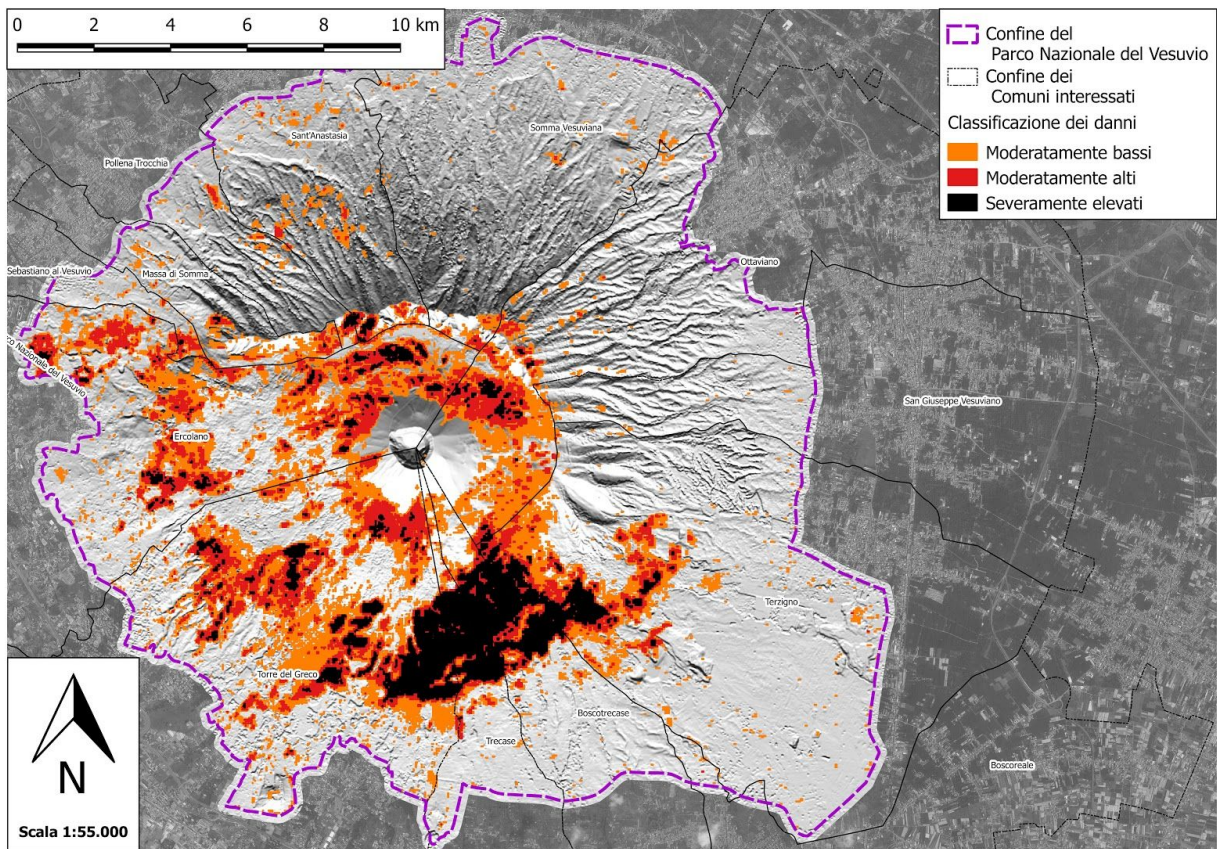 0 2 4 6 8 10 km
Confine del
Parco Nazionale del Vesuvio
Confine dei
Comuni interessati
Classificazione dei danni
Moderatamente bassi
Moderatamente alti
Severamente elevati
Sant'Anastasia
Somma Vesuviana
Pollena Trocchia
Ottaviano
Sebastiano al Vesuvio
Massa di Somma
Nazionale del Vesuvio
San Giuseppe Vesuviano
Ercolano
Terzigno
Torre del Greco
Boscotrecase
Trecase
Boscoreale
N
Scala 1:55.000